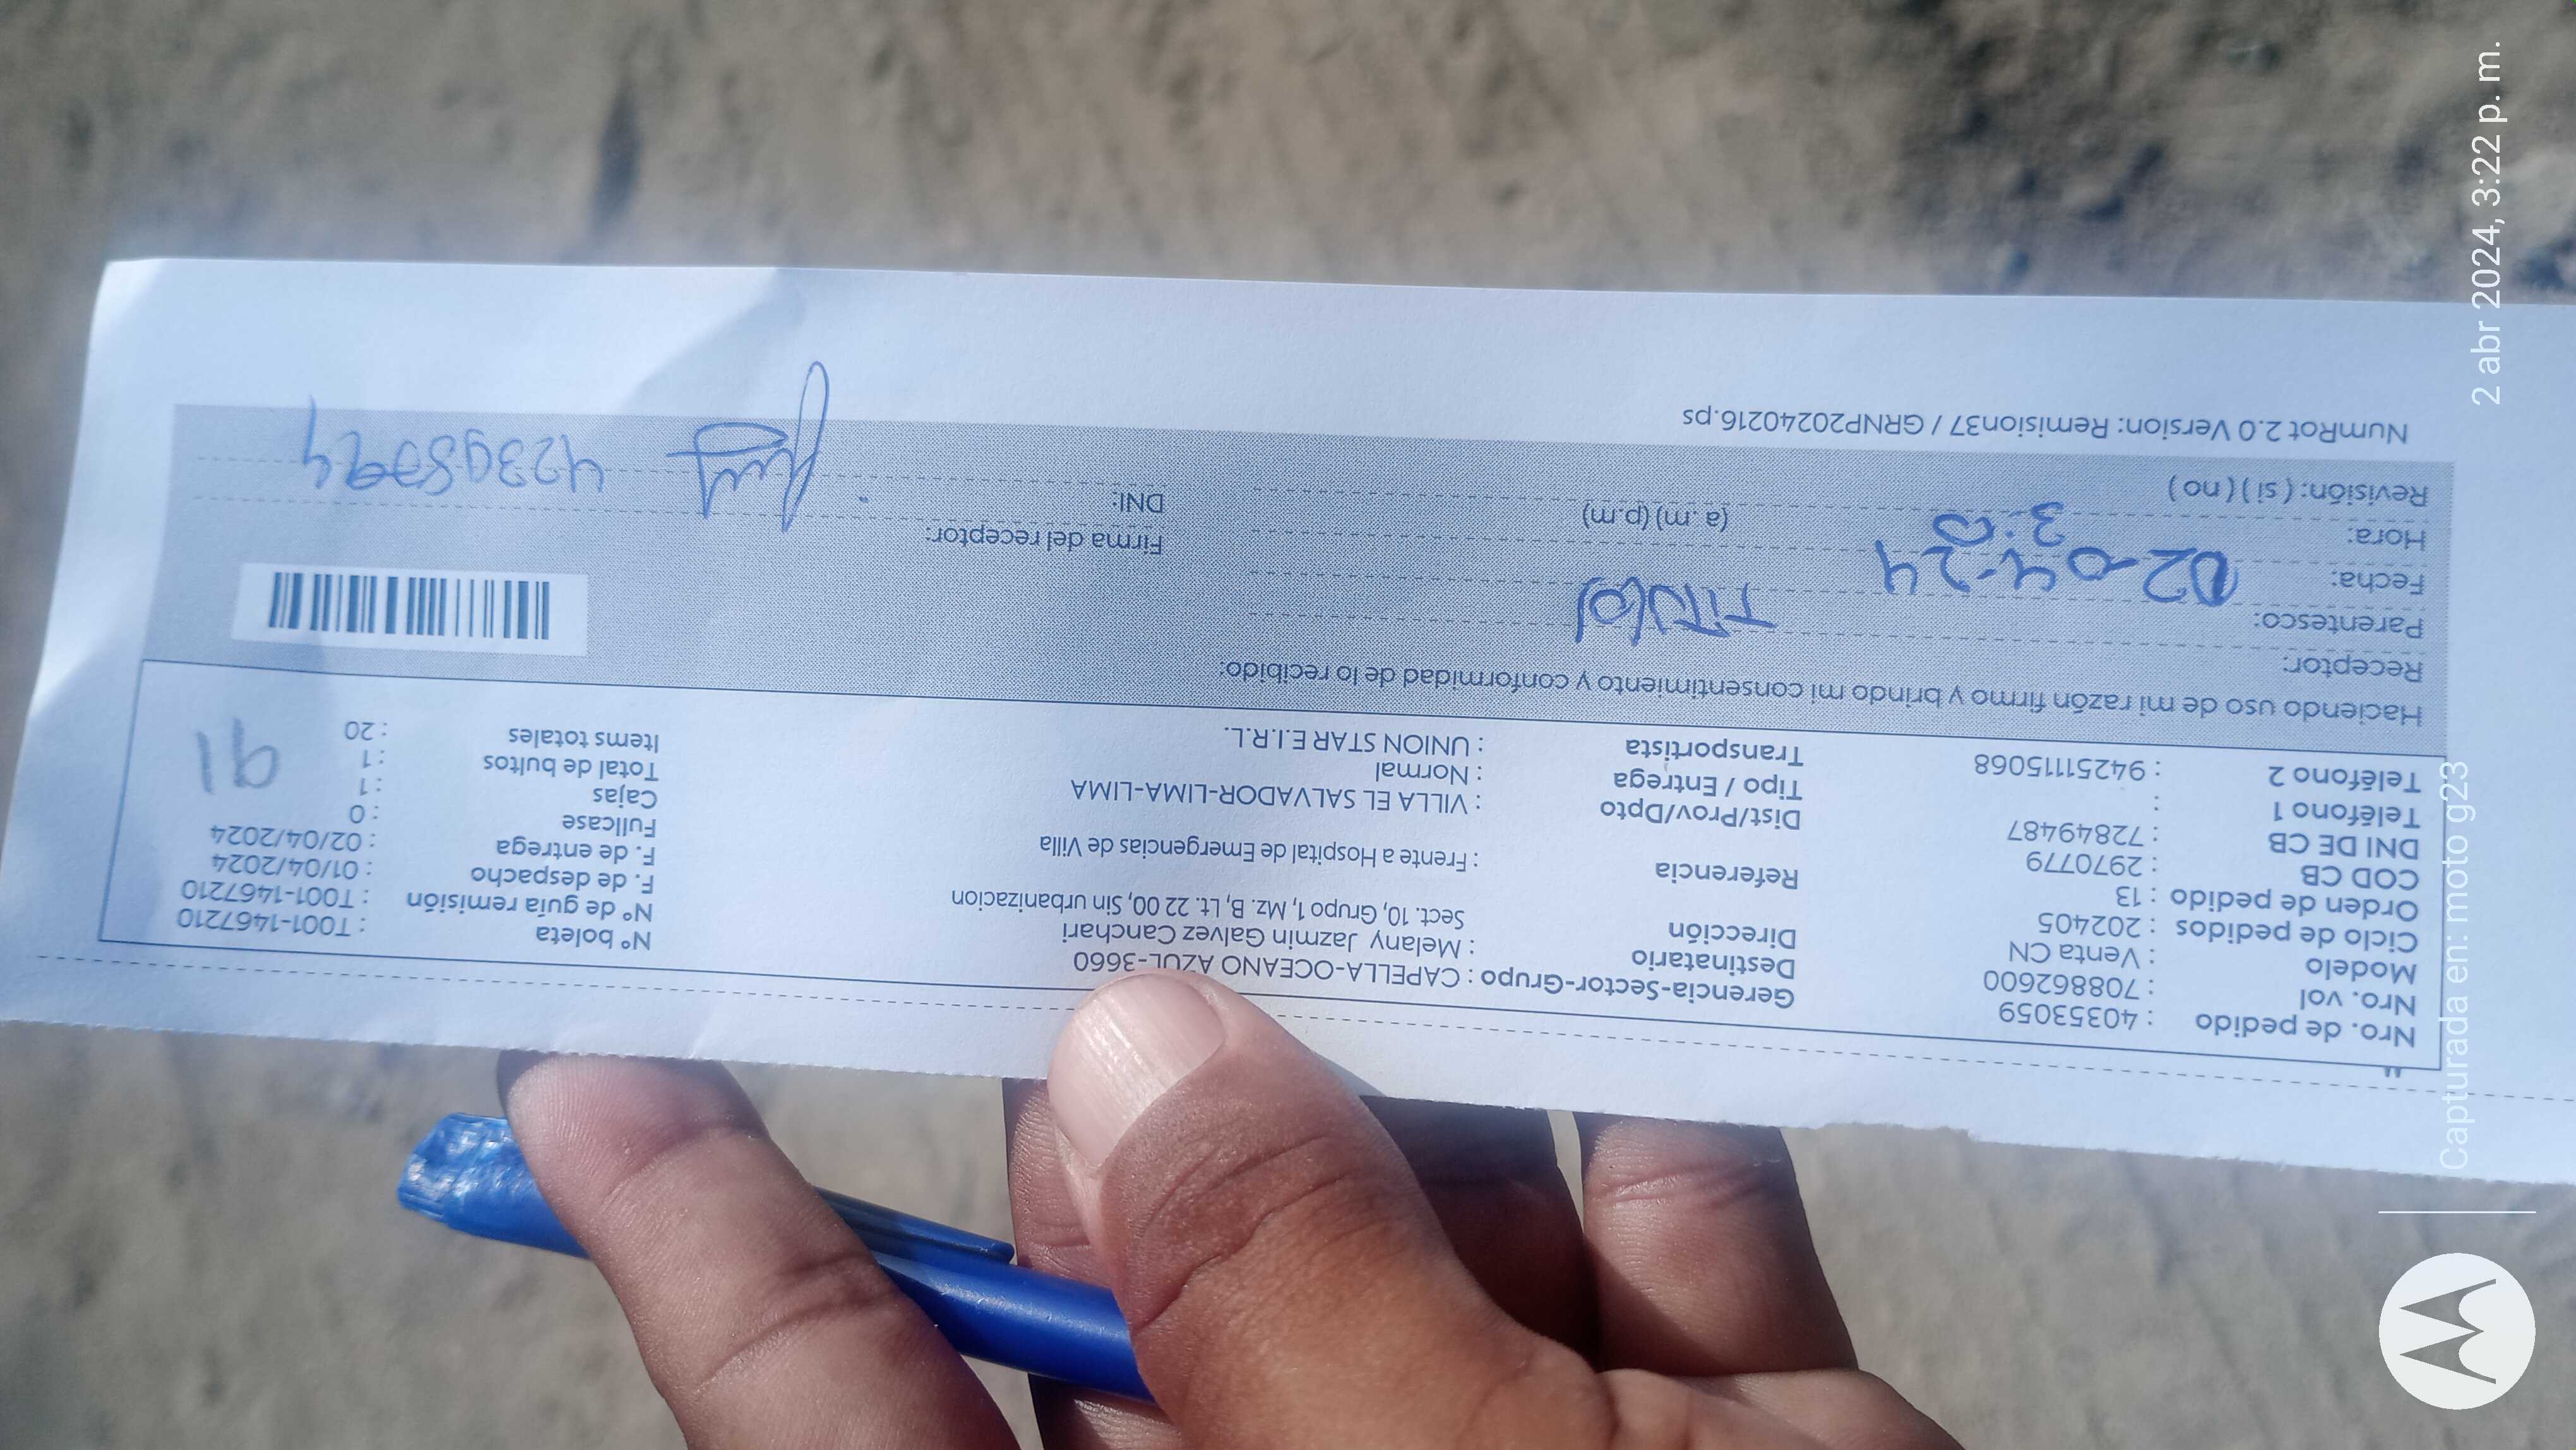 Nro. de pedido : 40353059
Nro. vol : 708862600
Modelo : Venta CN
Ciclo de pedidos : 202405
Orden de pedido : 13
COD CB : 2970779
DNI DE CB : 72849487
Teléfono 1 :
Teléfono 2 : 94251115068
Gerencia-Sector-Grupo : CAPELLA-OCEANO AZUL-3660
Destinatario : Melany Jazmin Galvez Canchari
Dirección Sect. 10, Grupo 1, Mz. B, Lt. 22 00, Sin urbanizacion
Referencia : Frente a Hospital de Emergencias de Villa
Dist/Prov/Dpto : VILLA EL SALVADOR-LIMA-LIMA
Tipo / Entrega : Normal
Transportista : UNION STAR E.I.R.L.
N° boleta : T001-1467210
N° de guía remisión : T001-1467210
F. de despacho : 01/04/2024
F. de entrega : 02/04/2024
Fullcase : 0
Cajas : 1
Total de bultos : 1
Items totales : 20
91
Haciendo uso de mi razón firmo y brindo mi consentimiento y conformidad de lo recibido:
Receptor:
Parentesco:
Fecha: 02-04-24
Hora: (a.m) (p.m)
Revisión: ( si ) ( no )
Firma del receptor:
DNI:
NumRot 2.0 Version: Remision37 / GRNP20240216.ps
2 abr 2024, 3:22 p. m.
Capturada en: moto g23